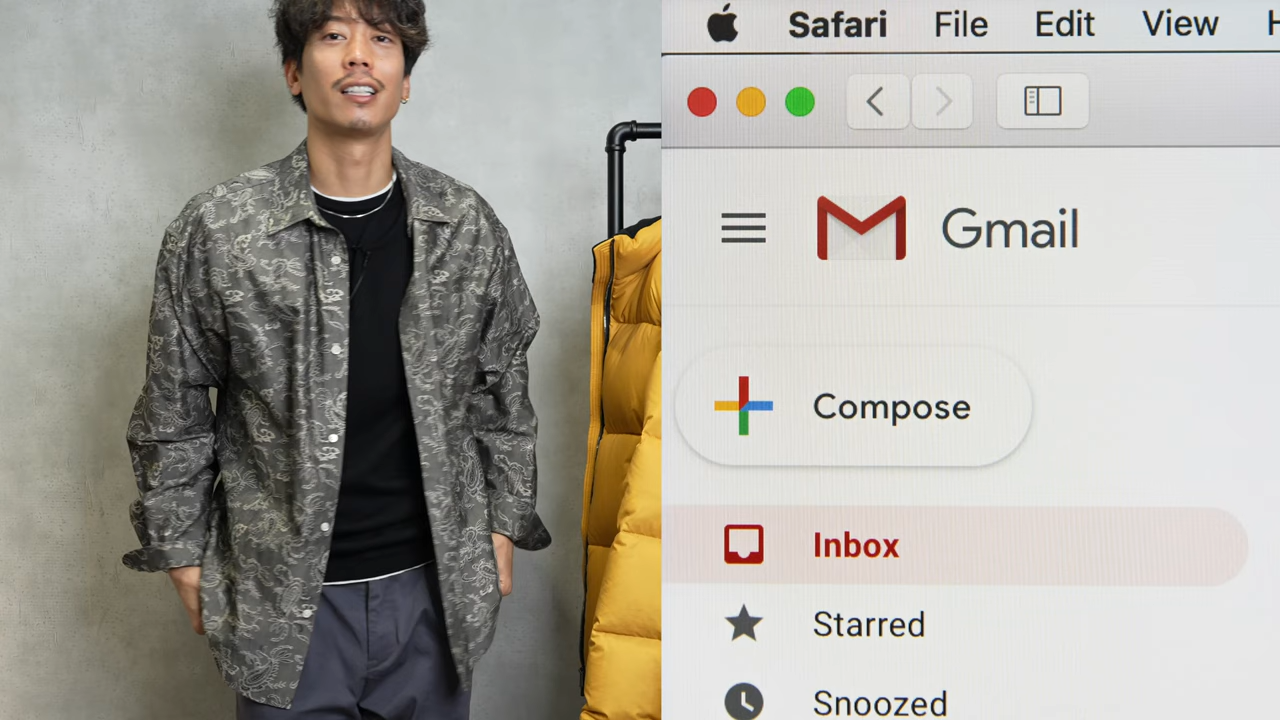 Safari File Edit View
Gmail
Compose
Inbox
Starred
Snoozed